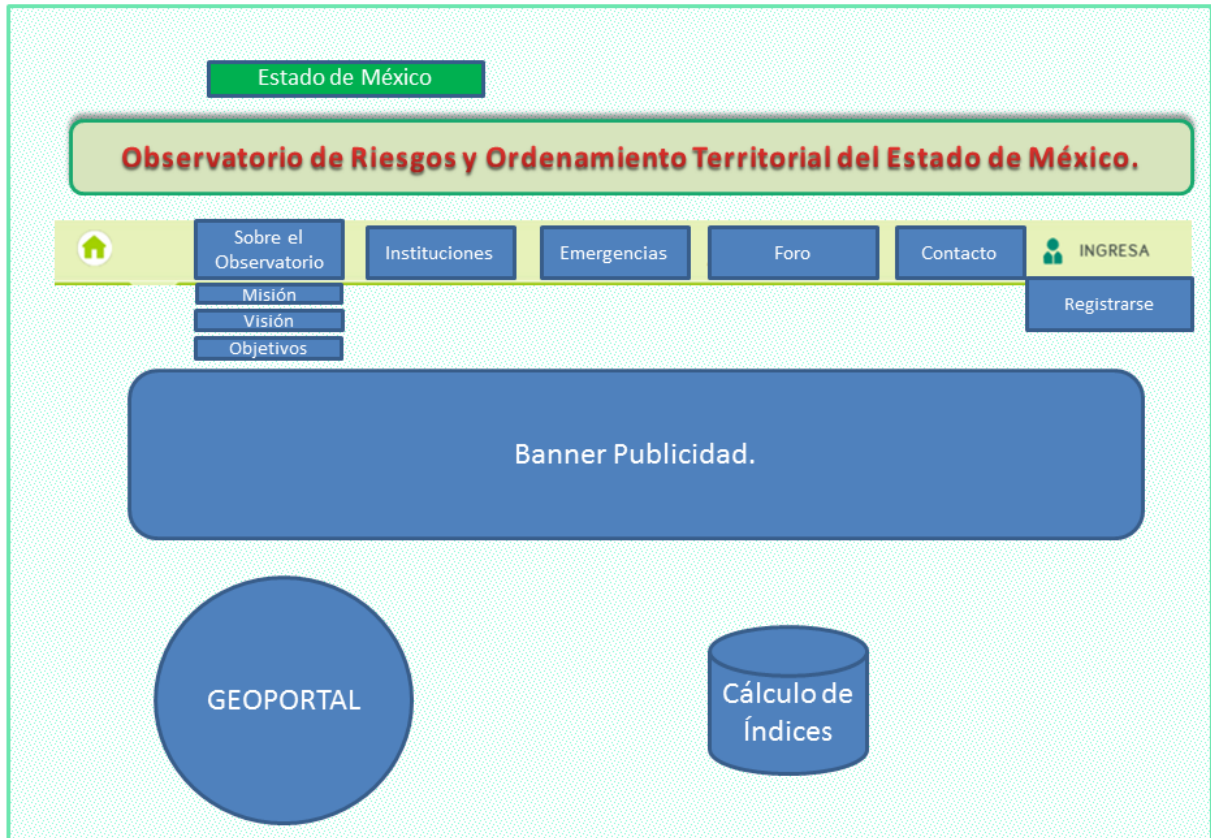 Estado de México
Observatorio de Riesgos y Ordenamiento Territorial del Estado de México.
Sobre el
Observatorio
Instituciones
Emergencias
Foro
Contacto
INGRESA
Misión
Visión
Objetivos
Registrarse
Banner Publicidad.
GEOPORTAL
Cálculo de
Índices